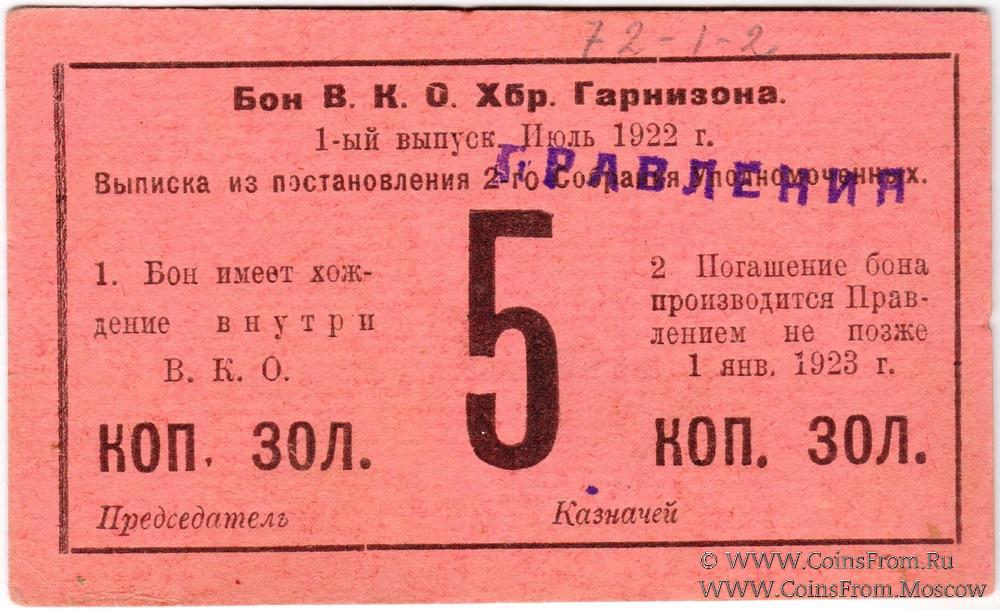 72-1-2
Бон В. К. О. Хбр. Гарнизона.
1-ый выпуск. Июль 1922 г.
ПРАВЛЕНИЯ
Выписка из постановления 2-го Собрания Уполномоченных.
5
1. Бон имеет хож-
дение внутри
В. К. О.
2 Погашение бона
производится Прав-
лением не позже
1 янв. 1923 г.
КОП. ЗОЛ.
КОП. ЗОЛ.
Председатель
Казначей
© WWW.CoinsFrom.Ru
WWW.CoinsFrom.Moscow